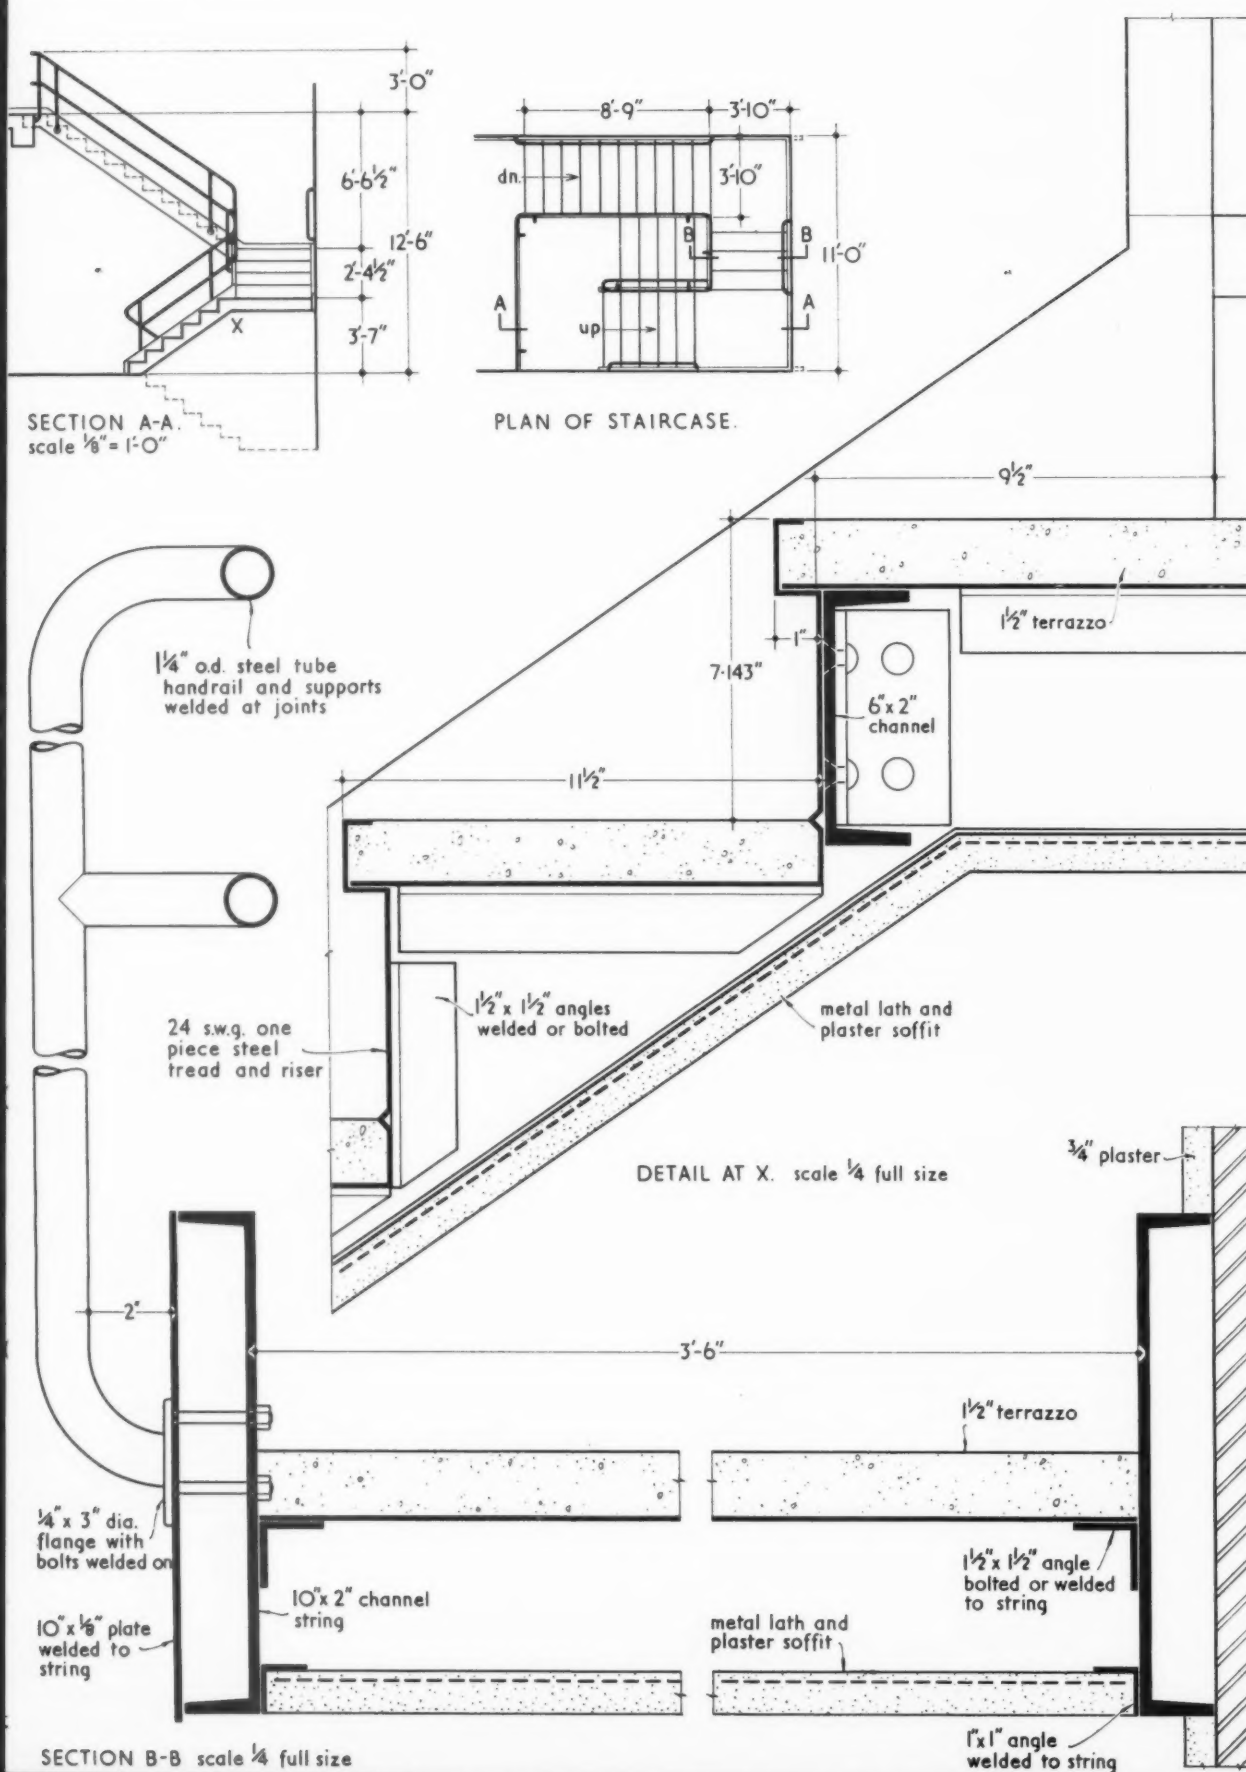 3'-0"
6'-6½"
12'-6"
2'-4½"
3'-7"
X
SECTION A-A.
scale ⅛" = 1'-0"
8'-9"
3'-10"
dn.
3'-10"
B
B
11'-0"
A
A
up
PLAN OF STAIRCASE.
9½"
1½" terrazzo
1"
7·143"
6" x 2"
channel
11½"
1¼" o.d. steel tube
handrail and supports
welded at joints
1½" x 1½" angles
welded or bolted
24 s.w.g. one
piece steel
tread and riser
metal lath and
plaster soffit
DETAIL AT X. scale ¼ full size
¾" plaster
2"
3'-6"
1½" terrazzo
¼" x 3" dia.
flange with
bolts welded on
10" x 2" channel
string
10" x ⅛" plate
welded to
string
1½" x 1½" angle
bolted or welded
to string
metal lath and
plaster soffit
1" x 1" angle
welded to string
SECTION B-B scale ¼ full size